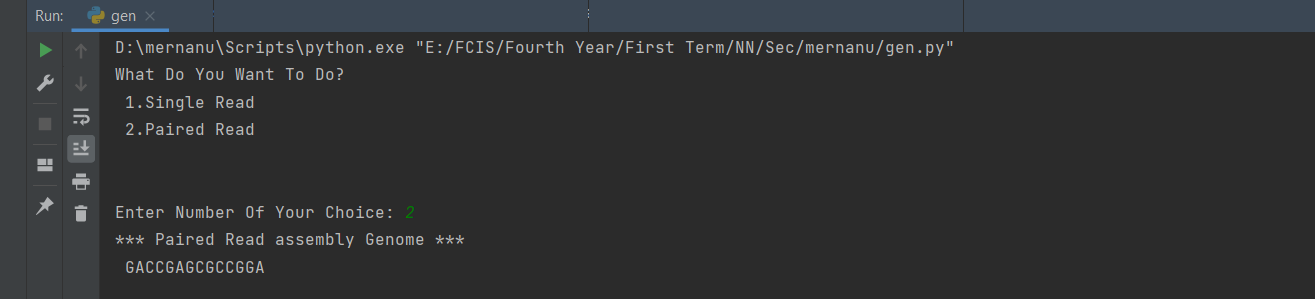 Run: gen
D:\mernanu\Scripts\python.exe "E:/FCIS/Fourth Year/First Term/NN/Sec/mernanu/gen.py"
What Do You Want To Do?
1.Single Read
2.Paired Read
Enter Number Of Your Choice: 2
*** Paired Read assembly Genome ***
GACCGAGCGCCGGA